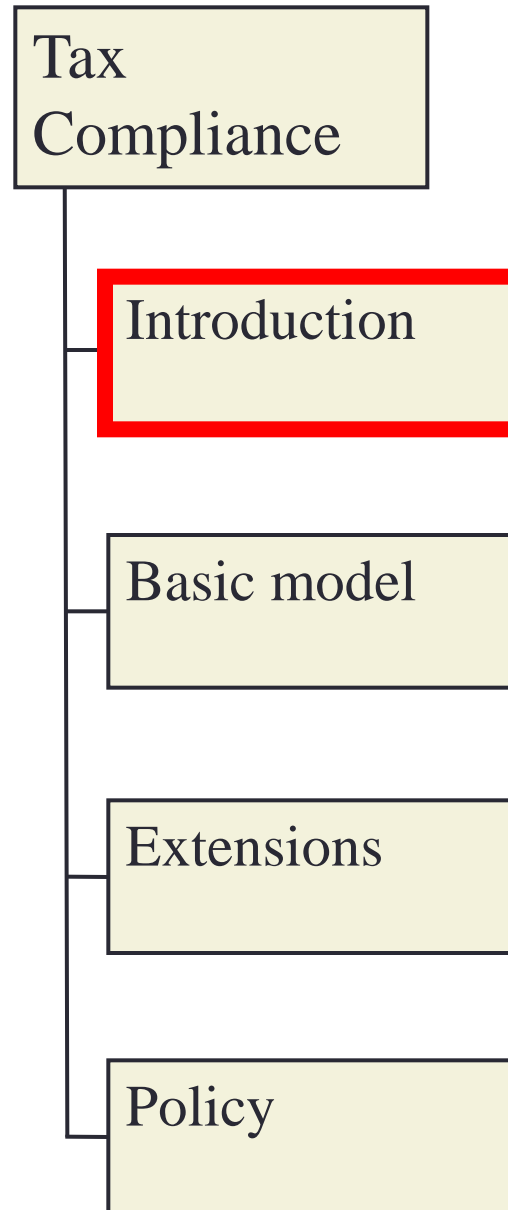 Tax
Compliance
Introduction
Basic model
Extensions
Policy